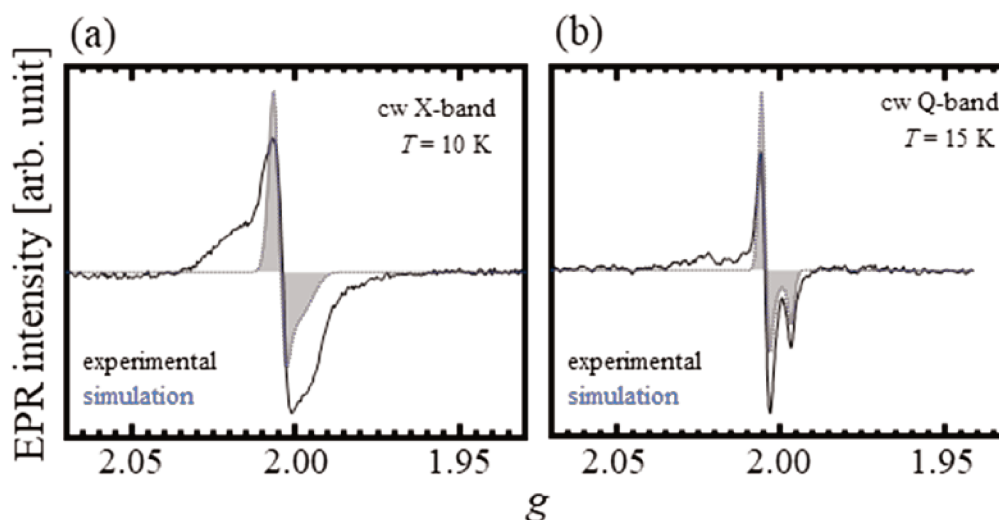 (a)
(b)
EPR intensity [arb. unit]
cw X-band
T = 10 K
experimental
simulation
cw Q-band
T = 15 K
experimental
simulation
2.05 2.00 1.95
2.05 2.00 1.95
g